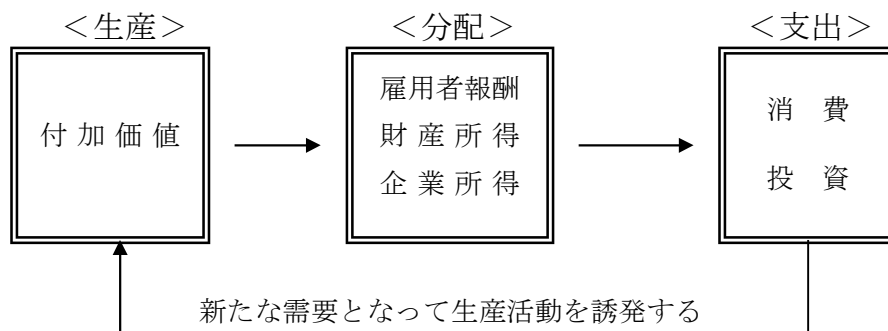 ＜生産＞
付加価値
＜分配＞
雇用者報酬
財産所得
企業所得
＜支出＞
消　費
投　資
新たな需要となって生産活動を誘発する